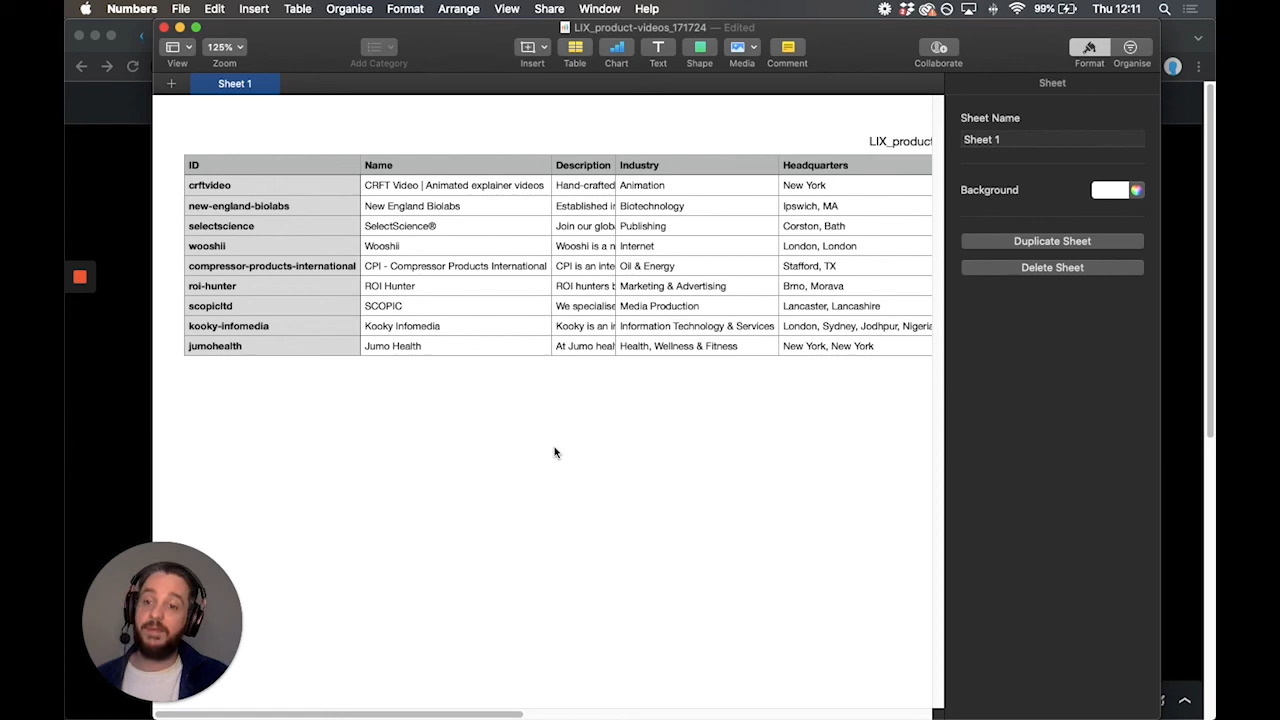 Numbers File Edit Insert Table Organise Format Arrange View Share Window Help 99% Thu 12:11
LIX_product-videos_171724 — Edited
125%
View Zoom Add Category Insert Table Chart Text Shape Media Comment Collaborate Format Organise
Sheet 1
Sheet
Sheet Name
Sheet 1
Background
Duplicate Sheet
Delete Sheet
LIX_product
ID Name Description Industry Headquarters
crftvideo CRFT Video | Animated explainer videos Hand-crafted Animation New York
new-england-biolabs New England Biolabs Established in Biotechnology Ipswich, MA
selectscience SelectScience® Join our glob Publishing Corston, Bath
wooshii Wooshii Wooshi is a n Internet London, London
compressor-products-international CPI - Compressor Products International CPI is an inte Oil & Energy Stafford, TX
roi-hunter ROI Hunter ROI hunters b Marketing & Advertising Brno, Morava
scopicltd SCOPIC We specialise Media Production Lancaster, Lancashire
kooky-infomedia Kooky Infomedia Kooky is an in Information Technology & Services London, Sydney, Jodhpur, Nigeria
jumohealth Jumo Health At Jumo heal Health, Wellness & Fitness New York, New York